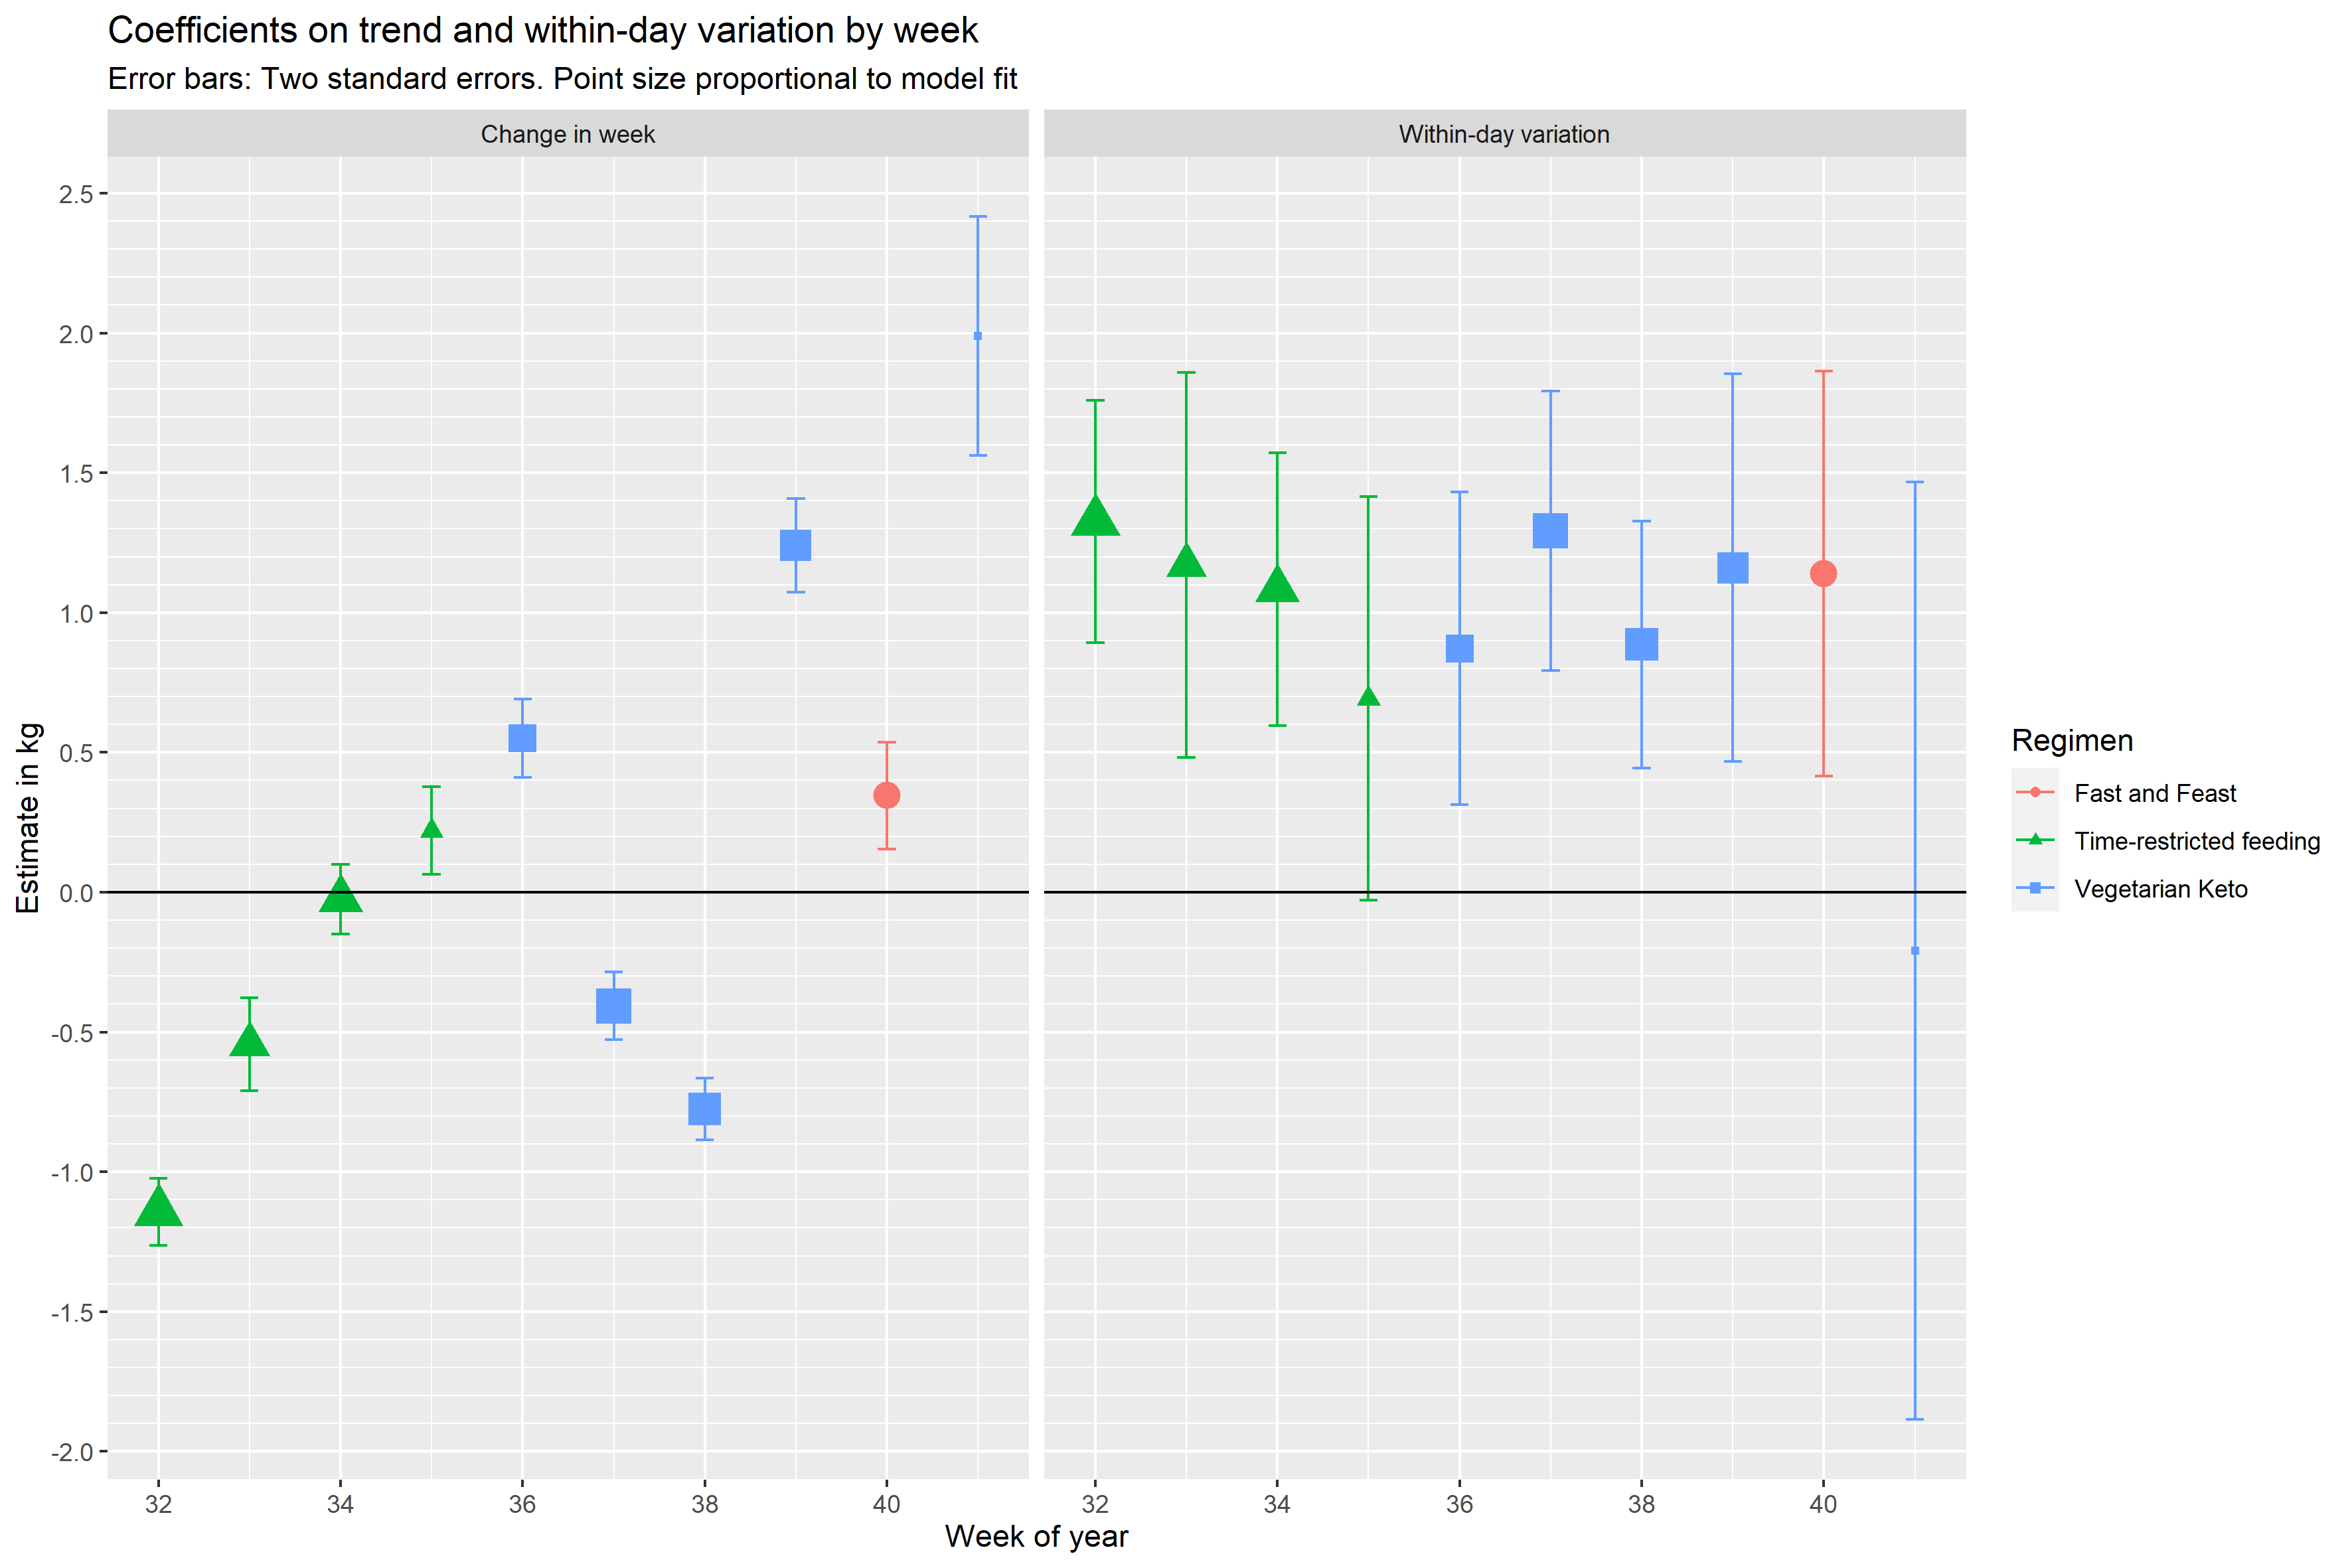 Coefficients on trend and within-day variation by week
Error bars: Two standard errors. Point size proportional to model fit
Change in week
Within-day variation
2.5
2.0
1.5
1.0
0.5
0.0
-0.5
-1.0
-1.5
-2.0
Estimate in kg
32 34 36 38 40
32 34 36 38 40
Week of year
Regimen
Fast and Feast
Time-restricted feeding
Vegetarian Keto